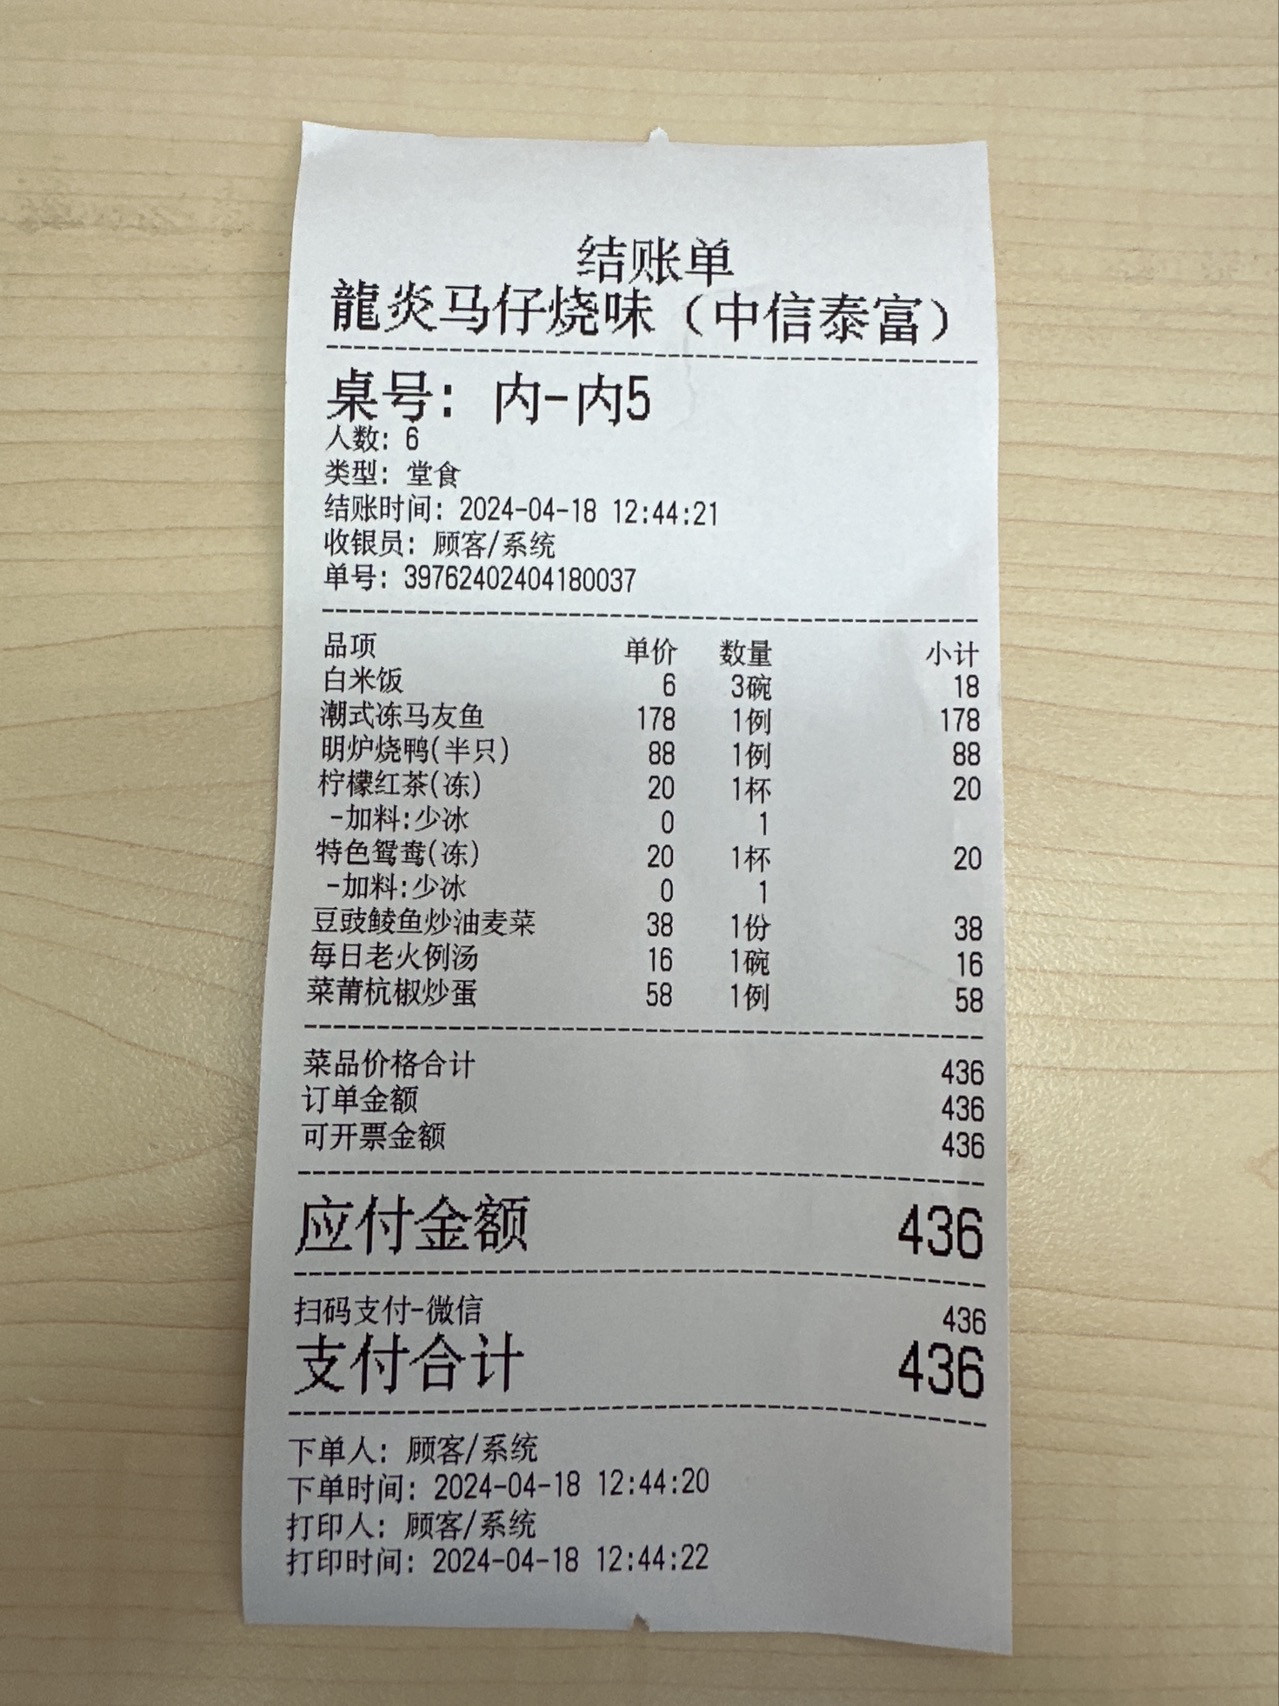 结账单
龍炎马仔烧味（中信泰富）
桌号: 内-内5
人数: 6
类型: 堂食
结账时间: 2024-04-18 12:44:21
收银员: 顾客/系统
单号: 39762402404180037
品项 单价 数量 小计
白米饭 6 3碗 18
潮式冻马友鱼 178 1例 178
明炉烧鸭(半只) 88 1例 88
柠檬红茶(冻) 20 1杯 20
-加料:少冰 0 1
特色鸳鸯(冻) 20 1杯 20
-加料:少冰 0 1
豆豉鲮鱼炒油麦菜 38 1份 38
每日老火例汤 16 1碗 16
菜莆杭椒炒蛋 58 1例 58
菜品价格合计 436
订单金额 436
可开票金额 436
应付金额 436
扫码支付-微信 436
支付合计 436
下单人: 顾客/系统
下单时间: 2024-04-18 12:44:20
打印人: 顾客/系统
打印时间: 2024-04-18 12:44:22